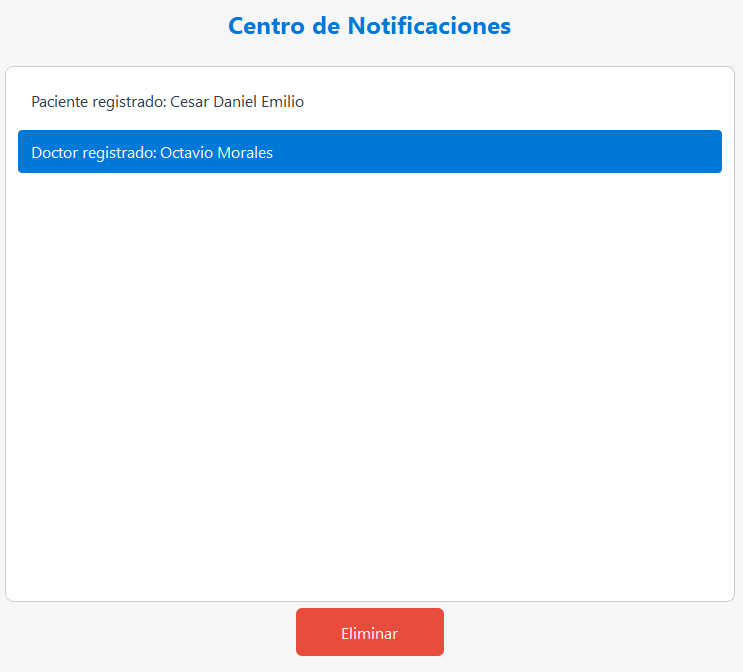 Centro de Notificaciones
Paciente registrado: Cesar Daniel Emilio
Doctor registrado: Octavio Morales
Eliminar